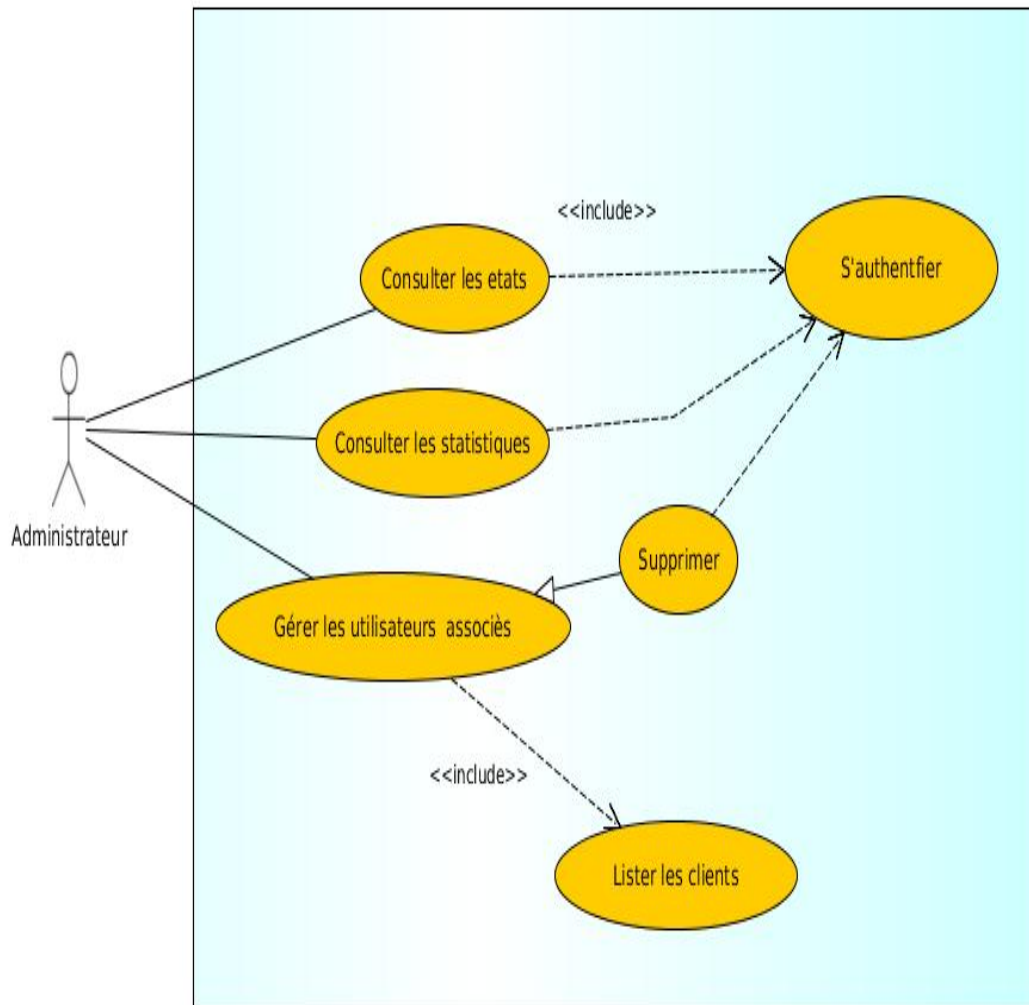 <<include>>
S'authentfier
Consulter les etats
Consulter les statistiques
Administrateur
Supprimer
Gérer les utilisateurs associès
<<include>>
Lister les clients